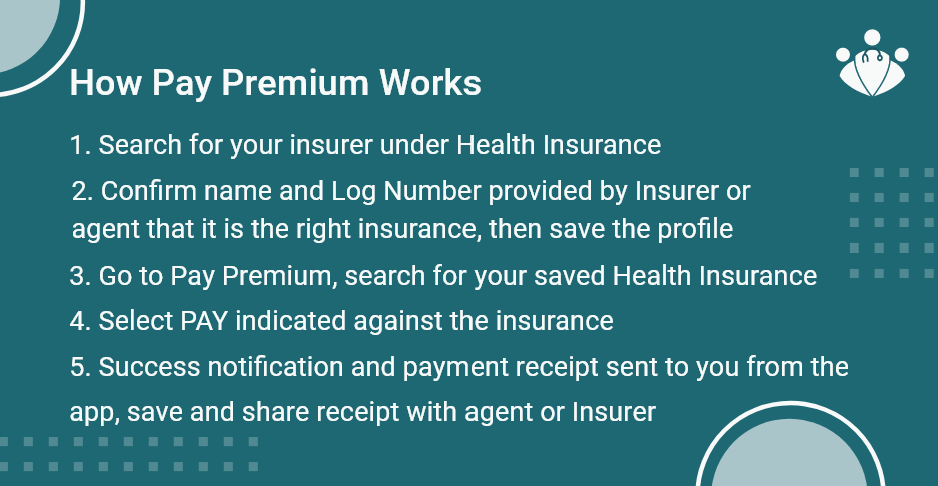 How Pay Premium Works
1. Search for your insurer under Health Insurance
2. Confirm name and Log Number provided by Insurer or
agent that it is the right insurance, then save the profile
3. Go to Pay Premium, search for your saved Health Insurance
4. Select PAY indicated against the insurance
5. Success notification and payment receipt sent to you from the
app, save and share receipt with agent or Insurer